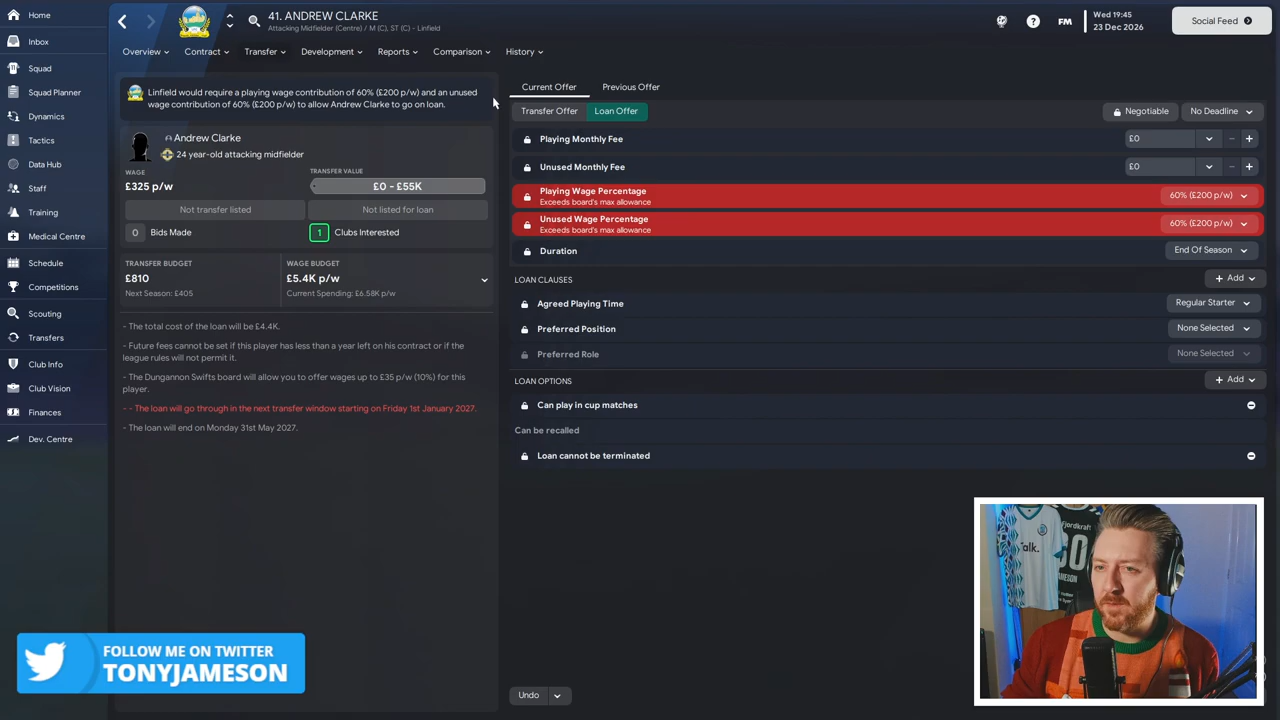 Home
Inbox
Squad
Squad Planner
Dynamics
Tactics
Data Hub
Staff
Training
Medical Centre
Schedule
Competitions
Scouting
Transfers
Club Info
Club Vision
Finances
Dev. Centre
41. ANDREW CLARKE
Attacking Midfielder (Centre) / M (C), ST (C) - Linfield
FM
Wed 19:45
23 Dec 2026
Social Feed
Overview
Contract
Transfer
Development
Reports
Comparison
History
Linfield would require a playing wage contribution of 60% (£200 p/w) and an unused
wage contribution of 60% (£200 p/w) to allow Andrew Clarke to go on loan.
Andrew Clarke
24 year-old attacking midfielder
WAGE
£325 p/w
TRANSFER VALUE
£0 - £55K
Not transfer listed
Not listed for loan
0 Bids Made
1 Clubs Interested
TRANSFER BUDGET
£810
Next Season: £405
WAGE BUDGET
£5.4K p/w
Current Spending: £6.58K p/w
- The total cost of the loan will be £4.4K.
- Future fees cannot be set if this player has less than a year left on his contract or if the
league rules will not permit it.
- The Dungannon Swifts board will allow you to offer wages up to £35 p/w (10%) for this
player.
- - The loan will go through in the next transfer window starting on Friday 1st January 2027.
- The loan will end on Monday 31st May 2027.
Current Offer
Previous Offer
Transfer Offer
Loan Offer
Negotiable
No Deadline
Playing Monthly Fee
£0
Unused Monthly Fee
£0
Playing Wage Percentage
Exceeds board's max allowance
60% (£200 p/w)
Unused Wage Percentage
Exceeds board's max allowance
60% (£200 p/w)
Duration
End Of Season
LOAN CLAUSES
+ Add
Agreed Playing Time
Regular Starter
Preferred Position
None Selected
Preferred Role
None Selected
LOAN OPTIONS
+ Add
Can play in cup matches
Can be recalled
Loan cannot be terminated
Undo
FOLLOW ME ON TWITTER
TONYJAMESON
Talk.
fjordkraft
JAMESON